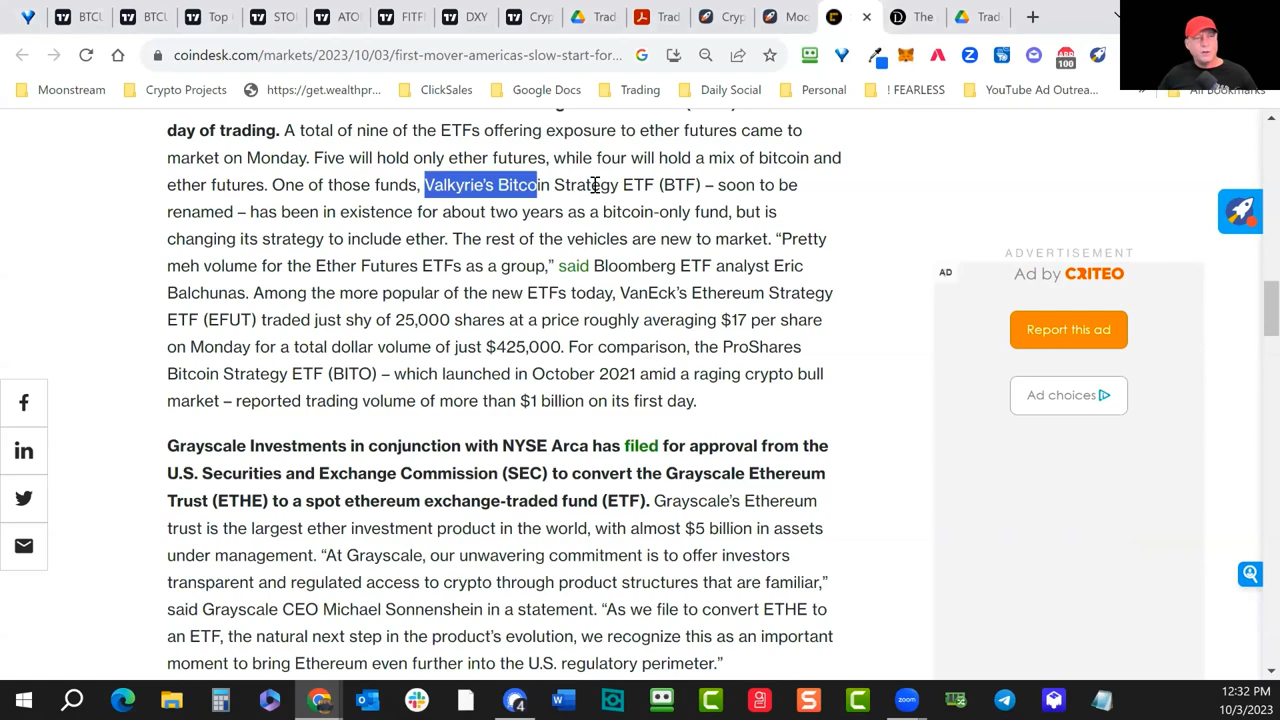 BTCU
BTCU
Top
STO
ATO
FITF
DXY
Cryp
Trad
Trad
Cryp
Moo
The
Trad
coindesk.com/markets/2023/10/03/first-mover-americas-slow-start-for...
Moonstream
Crypto Projects
https://get.wealthpr...
ClickSales
Google Docs
Trading
Daily Social
Personal
! FEARLESS
YouTube Ad Outrea...
All Bookmarks
day of trading. A total of nine of the ETFs offering exposure to ether futures came to
market on Monday. Five will hold only ether futures, while four will hold a mix of bitcoin and
ether futures. One of those funds, Valkyrie’s Bitcoin Strategy ETF (BTF) – soon to be
renamed – has been in existence for about two years as a bitcoin-only fund, but is
changing its strategy to include ether. The rest of the vehicles are new to market. “Pretty
meh volume for the Ether Futures ETFs as a group,” said Bloomberg ETF analyst Eric
Balchunas. Among the more popular of the new ETFs today, VanEck’s Ethereum Strategy
ETF (EFUT) traded just shy of 25,000 shares at a price roughly averaging $17 per share
on Monday for a total dollar volume of just $425,000. For comparison, the ProShares
Bitcoin Strategy ETF (BITO) – which launched in October 2021 amid a raging crypto bull
market – reported trading volume of more than $1 billion on its first day.
Grayscale Investments in conjunction with NYSE Arca has filed for approval from the
U.S. Securities and Exchange Commission (SEC) to convert the Grayscale Ethereum
Trust (ETHE) to a spot ethereum exchange-traded fund (ETF). Grayscale’s Ethereum
trust is the largest ether investment product in the world, with almost $5 billion in assets
under management. “At Grayscale, our unwavering commitment is to offer investors
transparent and regulated access to crypto through product structures that are familiar,”
said Grayscale CEO Michael Sonnenshein in a statement. “As we file to convert ETHE to
an ETF, the natural next step in the product’s evolution, we recognize this as an important
moment to bring Ethereum even further into the U.S. regulatory perimeter.”
ADVERTISEMENT
AD
Ad by CRITEO
Report this ad
Ad choices
12:32 PM
10/3/2023